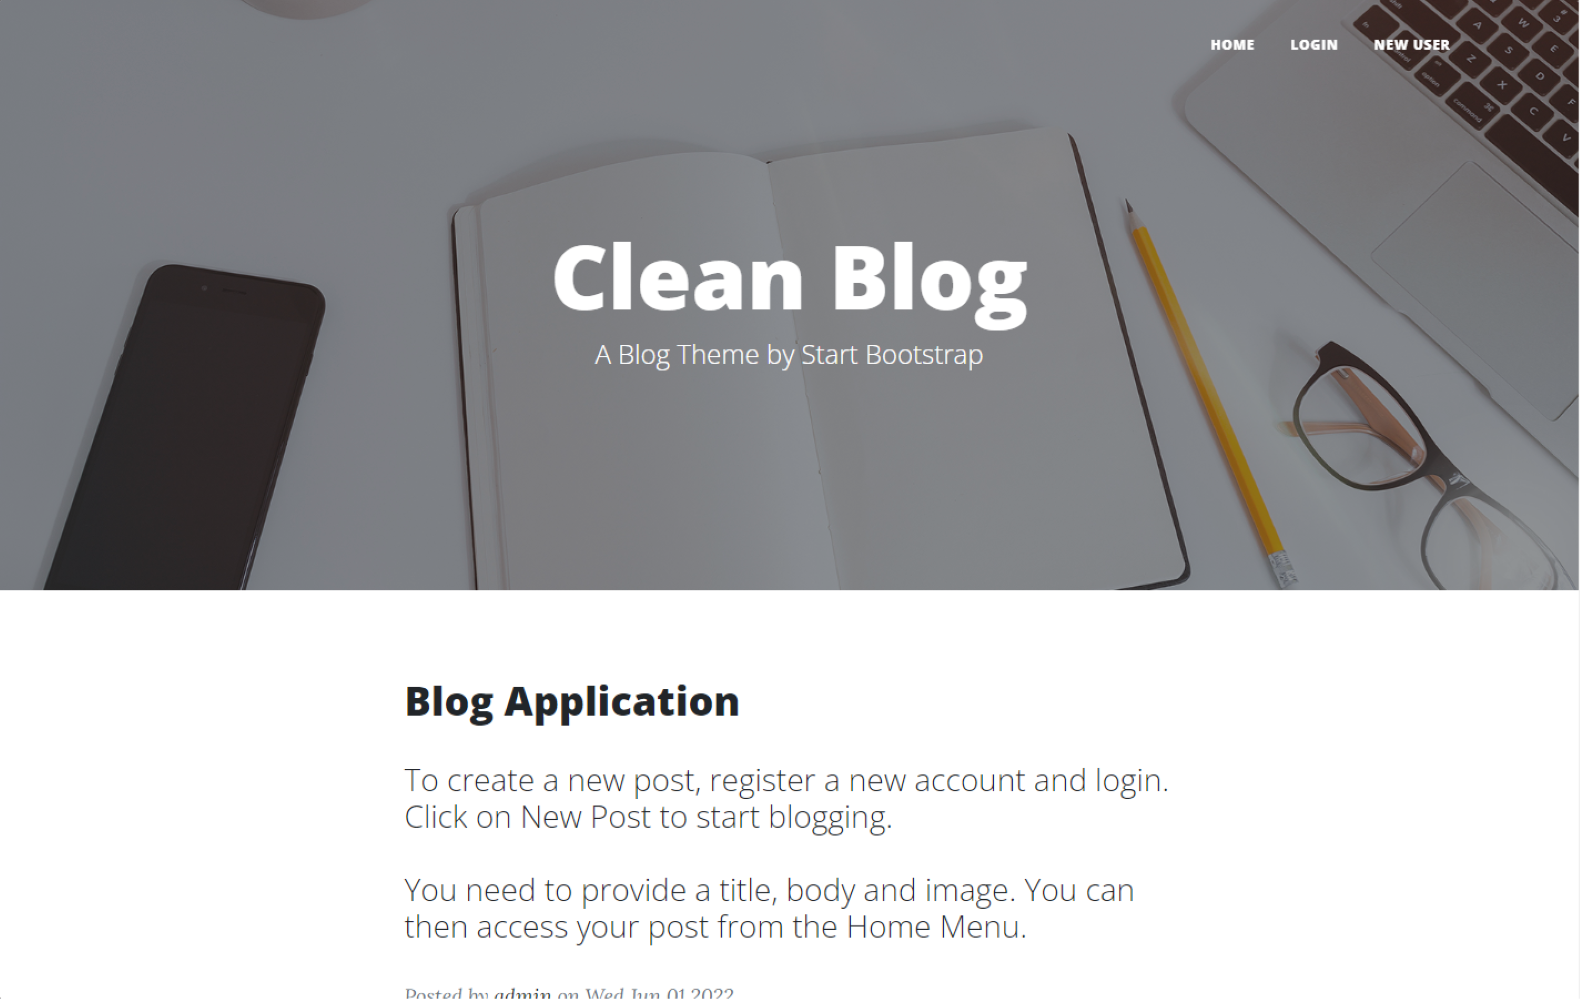 HOME LOGIN NEW USER
Clean Blog
A Blog Theme by Start Bootstrap
Blog Application
To create a new post, register a new account and login.
Click on New Post to start blogging.
You need to provide a title, body and image. You can
then access your post from the Home Menu.
Posted by admin on Wed Jun 01 2022